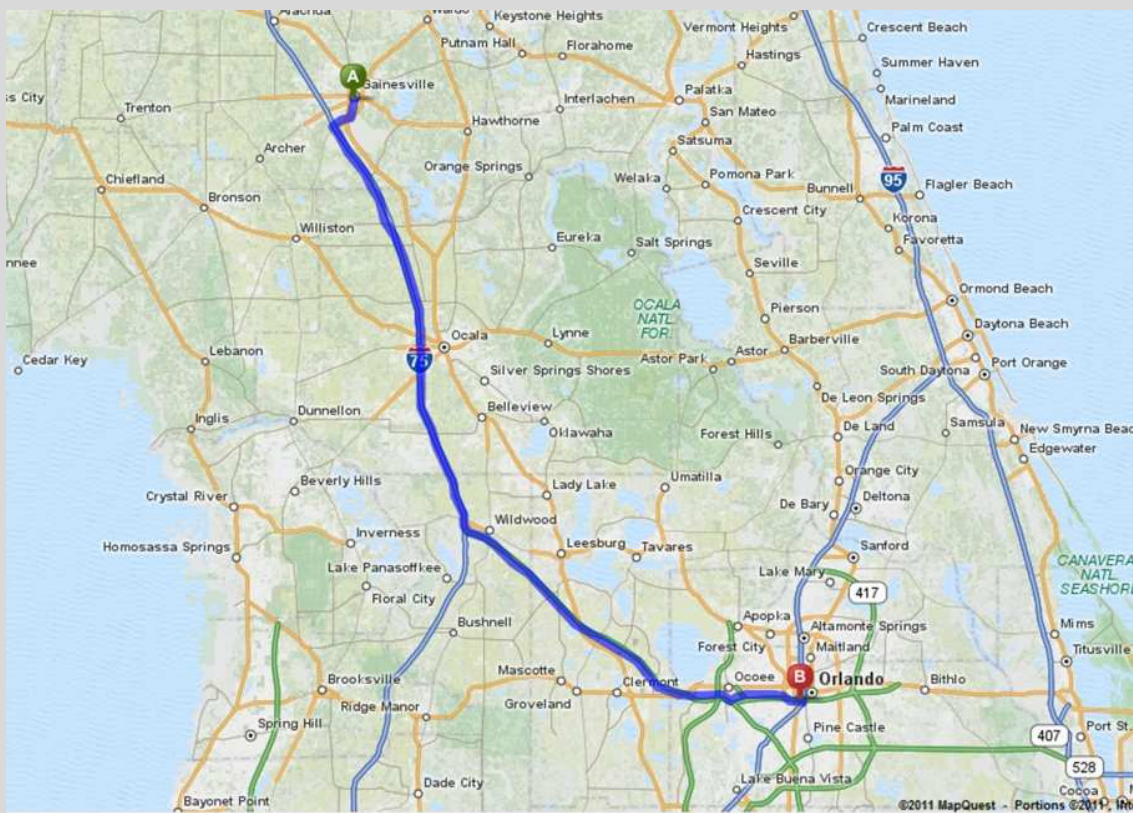 Alachua
Waldo
Keystone Heights
Crescent Beach
Vermont Heights
Putnam Hall
Florahome
Hastings
Summer Haven
A
Gainesville
Palatka
Marineland
ss City
Trenton
Interlachen
San Mateo
Hawthorne
Palm Coast
Satsuma
Archer
Orange Springs
95
Chiefland
Welaka
Pomona Park
Bunnell
Flagler Beach
Bronson
Crescent City
Korona
Williston
Eureka
Salt Springs
Favoretta
nnee
Seville
Ormond Beach
OCALA
NATL
FOR.
Pierson
Daytona Beach
Ocala
Lynne
Barberville
Cedar Key
Lebanon
75
Astor Park
Astor
Port Orange
South Daytona
Silver Springs Shores
De Leon Springs
Inglis
Dunnellon
Belleview
Oklawaha
Forest Hills
De Land
Samsula
New Smyrna Beac
Edgewater
Orange City
Beverly Hills
Lady Lake
Umatilla
Crystal River
De Bary
Deltona
Wildwood
Inverness
Homosassa Springs
Leesburg
Tavares
Sanford
Lake Panasoffkee
CANAVERA
NATL
SEASHORE
Lake Mary
417
Floral City
Apopka
Altamonte Springs
Mims
Bushnell
Forest City
Maitland
Titusville
Mascotte
B
Clermont
Ocoee
Orlando
Bithlo
Brooksville
Groveland
Ridge Manor
Spring Hill
Pine Castle
407
Port St.
528
Dade City
Lake Buena Vista
Cocoa
Bayonet Point
©2011 MapQuest - Portions ©2011, Int